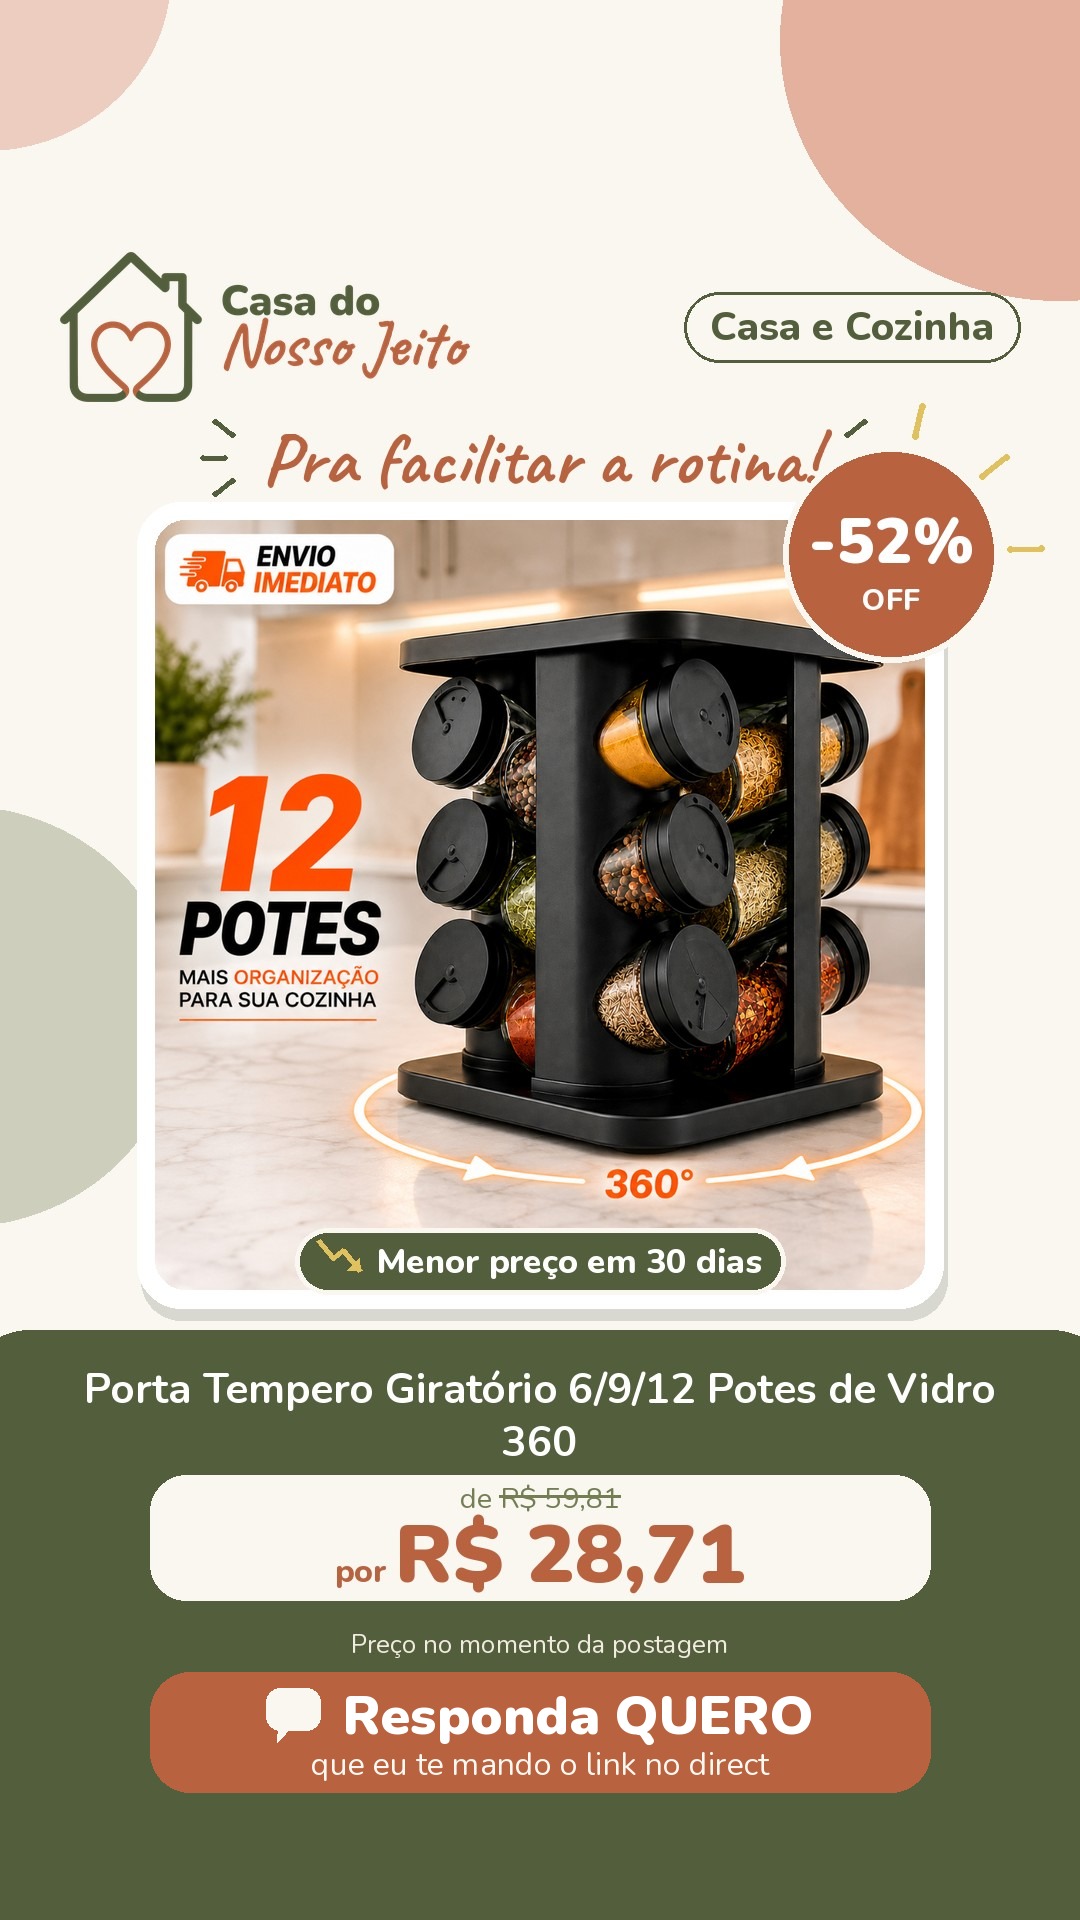 Casa do
Nosso Jeito
Casa e Cozinha
Pra facilitar a rotina!
-52%
OFF
ENVIO
IMEDIATO
12
POTES
MAIS ORGANIZAÇÃO
PARA SUA COZINHA
360°
Menor preço em 30 dias
Porta Tempero Giratório 6/9/12 Potes de Vidro
360
de R$ 59,81
por R$ 28,71
Preço no momento da postagem
Responda QUERO
que eu te mando o link no direct